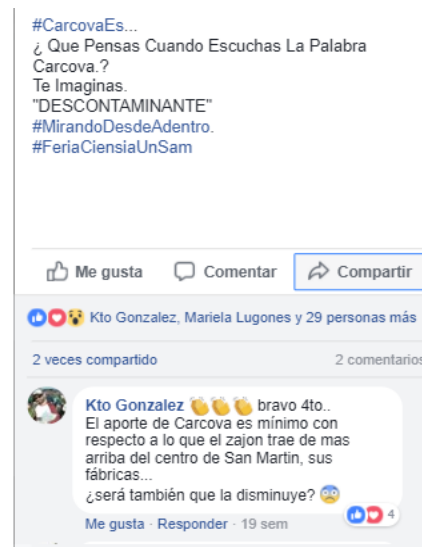 #CarcovaEs...
¿ Que Pensas Cuando Escuchas La Palabra
Carcova.?
Te Imaginas.
"DESCONTAMINANTE"
#MirandoDesdeAdentro.
#FeriaCiensiaUnSam
Me gusta Comentar Compartir
Kto Gonzalez, Mariela Lugones y 29 personas más
2 veces compartido 2 comentarios
Kto Gonzalez 👏👏👏 bravo 4to..
El aporte de Carcova es mínimo con
respecto a lo que el zajon trae de mas
arriba del centro de San Martin, sus
fábricas...
¿será también que la disminuye? 😨
4
Me gusta · Responder · 19 sem